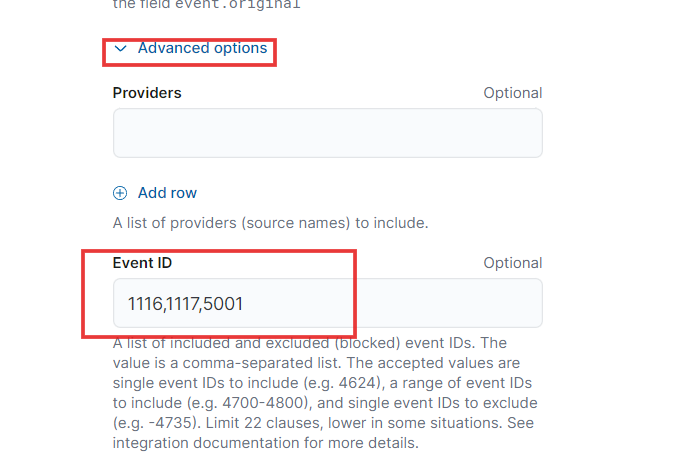 the field event.original
Advanced options
Providers Optional
Add row
A list of providers (source names) to include.
Event ID Optional
1116,1117,5001
A list of included and excluded (blocked) event IDs. The
value is a comma-separated list. The accepted values are
single event IDs to include (e.g. 4624), a range of event IDs
to include (e.g. 4700-4800), and single event IDs to exclude
(e.g. -4735). Limit 22 clauses, lower in some situations. See
integration documentation for more details.